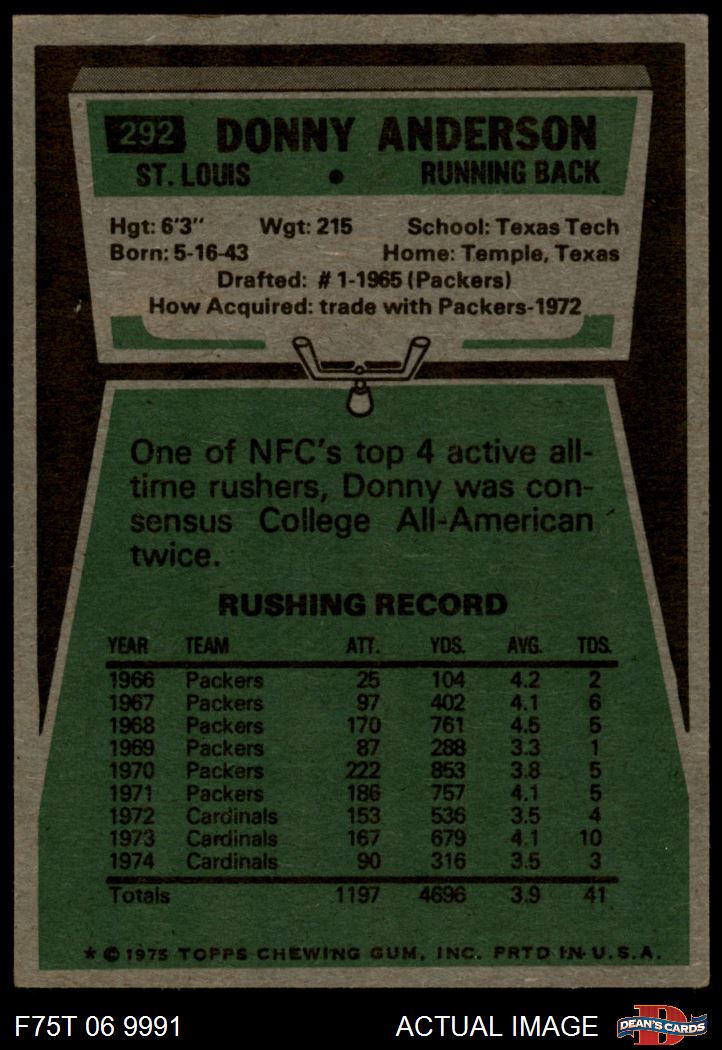 292 DONNY ANDERSON
ST. LOUIS • RUNNING BACK
Hgt: 6'3" Wgt: 215 School: Texas Tech
Born: 5-16-43 Home: Temple, Texas
Drafted: # 1-1965 (Packers)
How Acquired: trade with Packers-1972
One of NFC's top 4 active all-
time rushers, Donny was con-
sensus College All-American
twice.
RUSHING RECORD
YEAR TEAM ATT. YDS. AVG. TDS.
1966 Packers 25 104 4.2 2
1967 Packers 97 402 4.1 6
1968 Packers 170 761 4.5 5
1969 Packers 87 288 3.3 1
1970 Packers 222 853 3.8 5
1971 Packers 186 757 4.1 5
1972 Cardinals 153 536 3.5 4
1973 Cardinals 167 679 4.1 10
1974 Cardinals 90 316 3.5 3
Totals 1197 4696 3.9 41
* © 1975 TOPPS CHEWING GUM, INC. PRTD IN U.S.A.
F75T 06 9991 ACTUAL IMAGE D DEAN'S CARDS